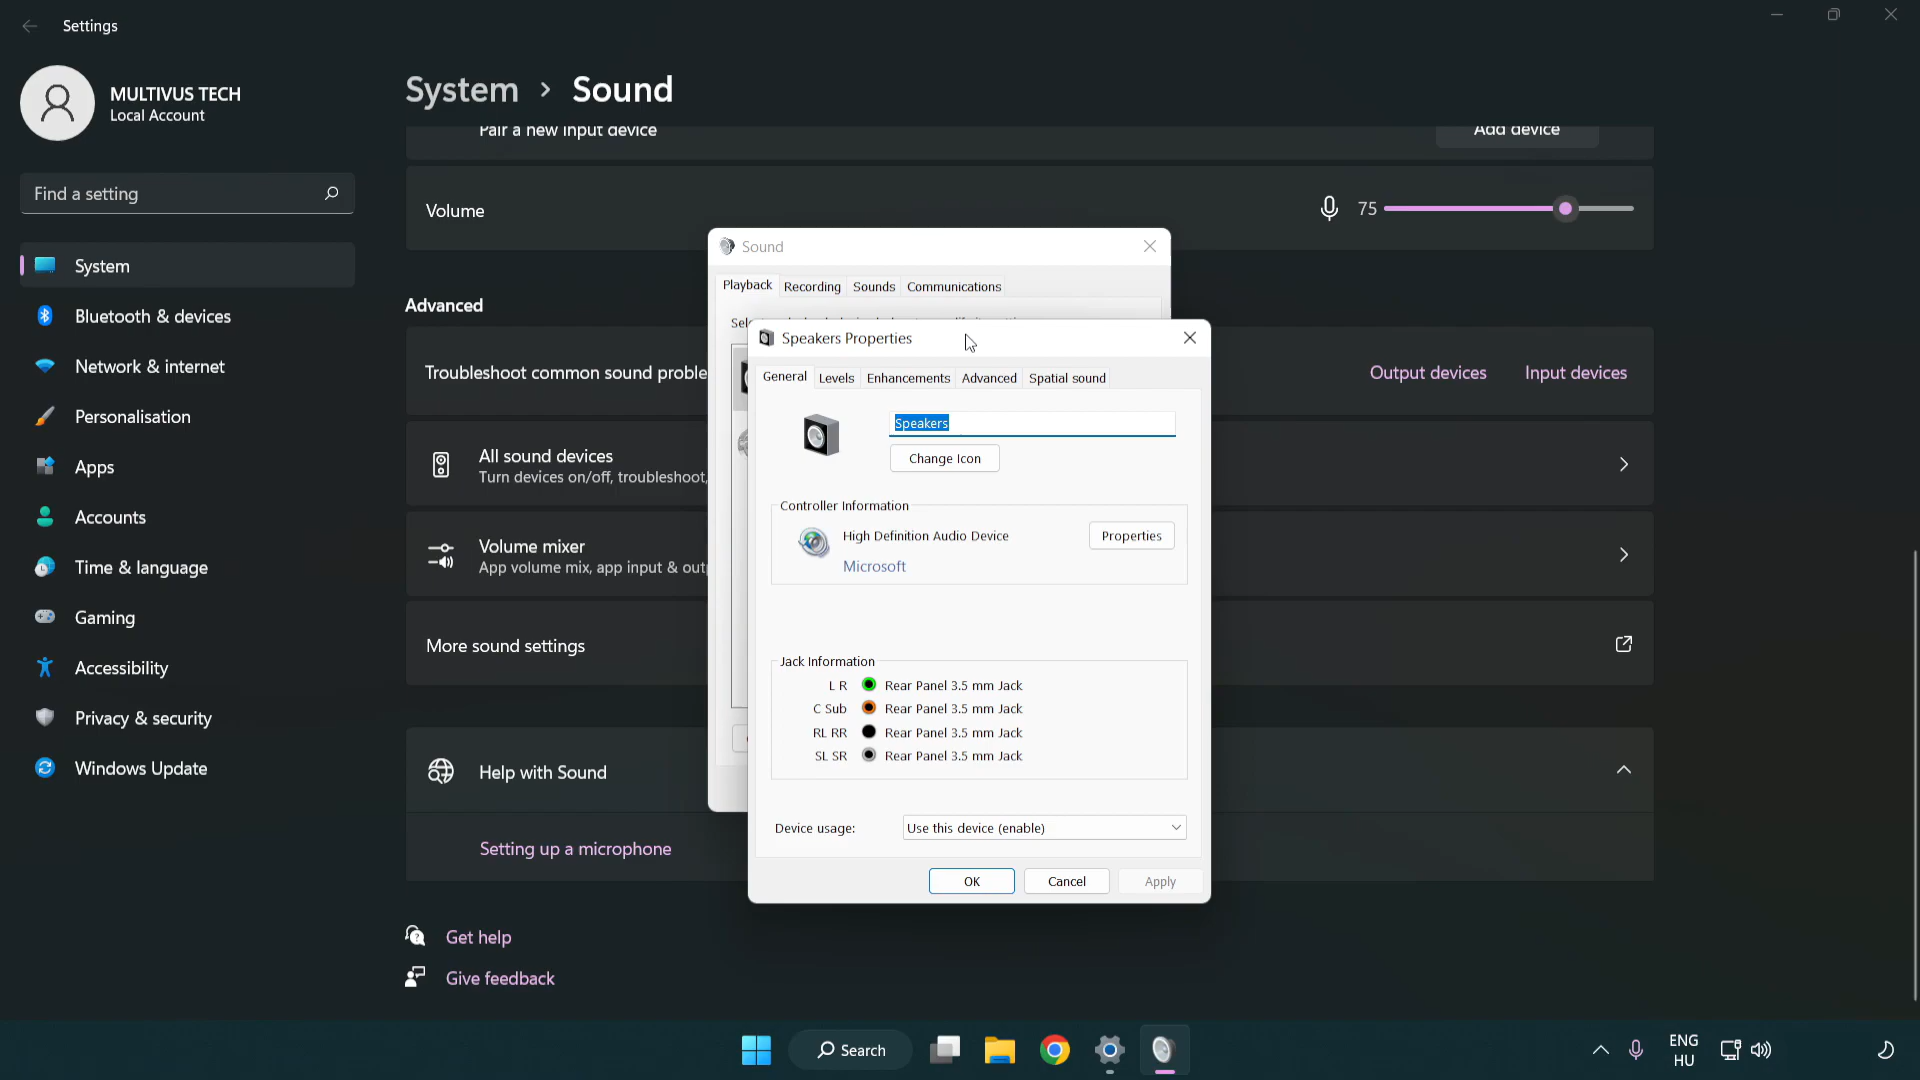 Settings
MULTIVUS TECH
Local Account
Find a setting
System
Bluetooth & devices
Network & internet
Personalisation
Apps
Accounts
Time & language
Gaming
Accessibility
Privacy & security
Windows Update
System > Sound
Pair a new input device
Add device
Volume
75
Advanced
Troubleshoot common sound proble
Output devices
Input devices
All sound devices
Turn devices on/off, troubleshoot,
Volume mixer
App volume mix, app input & out
More sound settings
Help with Sound
Setting up a microphone
Get help
Give feedback
Sound
Playback
Recording
Sounds
Communications
Speakers Properties
General
Levels
Enhancements
Advanced
Spatial sound
Speakers
Change Icon
Controller Information
High Definition Audio Device
Properties
Microsoft
Jack Information
L R Rear Panel 3.5 mm Jack
C Sub Rear Panel 3.5 mm Jack
RL RR Rear Panel 3.5 mm Jack
SL SR Rear Panel 3.5 mm Jack
Device usage:
Use this device (enable)
OK
Cancel
Apply
Search
ENG
HU